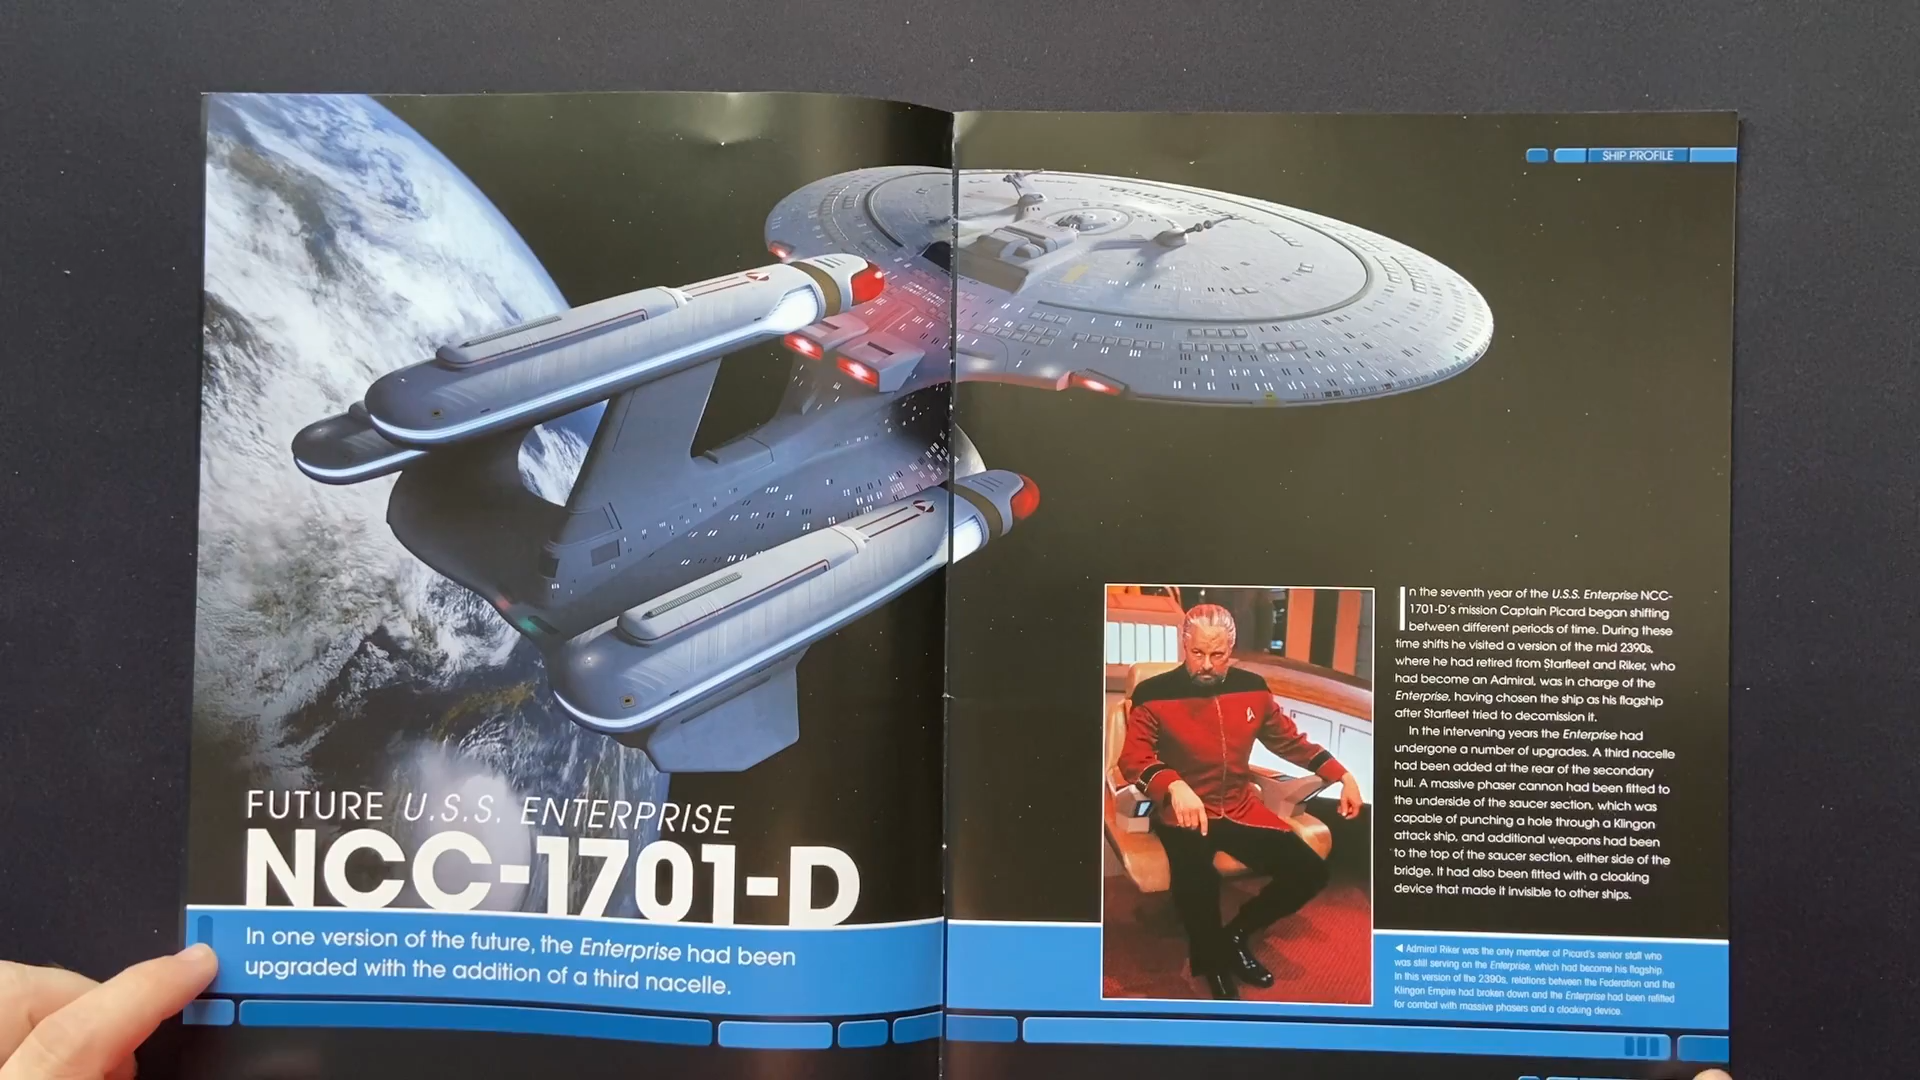 SHIP PROFILE
FUTURE U.S.S. ENTERPRISE
NCC-1701-D
In one version of the future, the Enterprise had been
upgraded with the addition of a third nacelle.
In the seventh year of the U.S.S. Enterprise NCC-
1701-D's mission Captain Picard began shifting
between different periods of time. During these
time shifts he visited a version of the mid 2390s,
where he had retired from Starfleet and Riker, who
had become an Admiral, was in charge of the
Enterprise, having chosen the ship as his flagship
after Starfleet tried to decomission it.
In the intervening years the Enterprise had
undergone a number of upgrades. A third nacelle
had been added at the rear of the secondary
hull. A massive phaser cannon had been fitted to
the underside of the saucer section, which was
capable of punching a hole through a Klingon
attack ship, and additional weapons had been
to the top of the saucer section, either side of the
bridge. It had also been fitted with a cloaking
device that made it invisible to other ships.
◄ Admiral Riker was the only member of Picard's senior staff who
was still serving on the Enterprise, which had become his flagship.
In this version of the 2390s, relations between the Federation and the
Klingon Empire had broken down and the Enterprise had been refitted
for combat with massive phasers and a cloaking device.